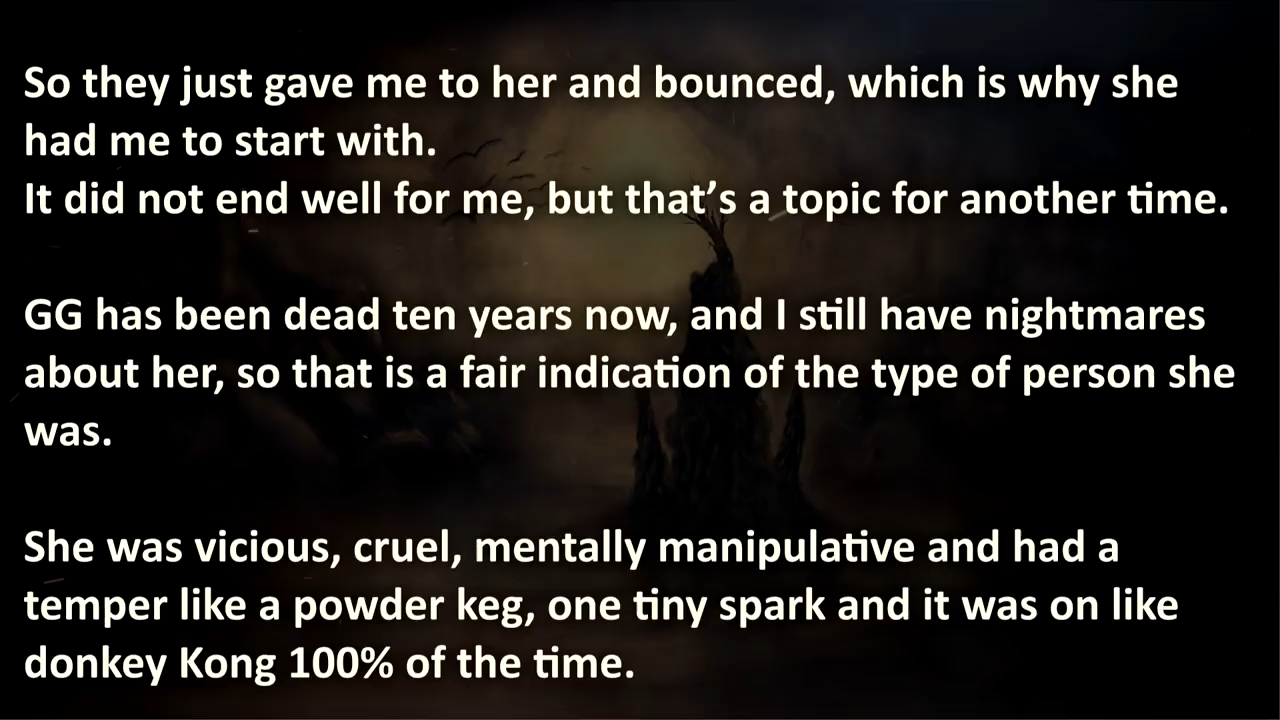 So they just gave me to her and bounced, which is why she
had me to start with.
It did not end well for me, but that’s a topic for another time.
GG has been dead ten years now, and I still have nightmares
about her, so that is a fair indication of the type of person she
was.
She was vicious, cruel, mentally manipulative and had a
temper like a powder keg, one tiny spark and it was on like
donkey Kong 100% of the time.